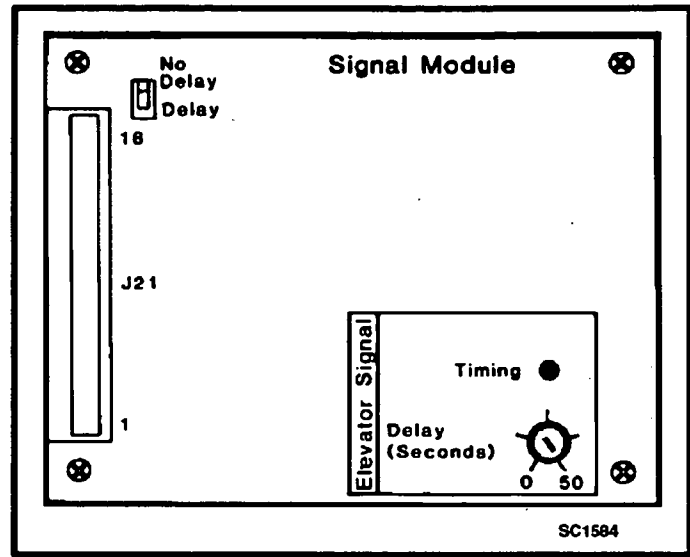 No
Delay
Delay
Signal Module
16
J21
1
Elevator Signal
Timing
Delay
(Seconds)
0 50
SC1584